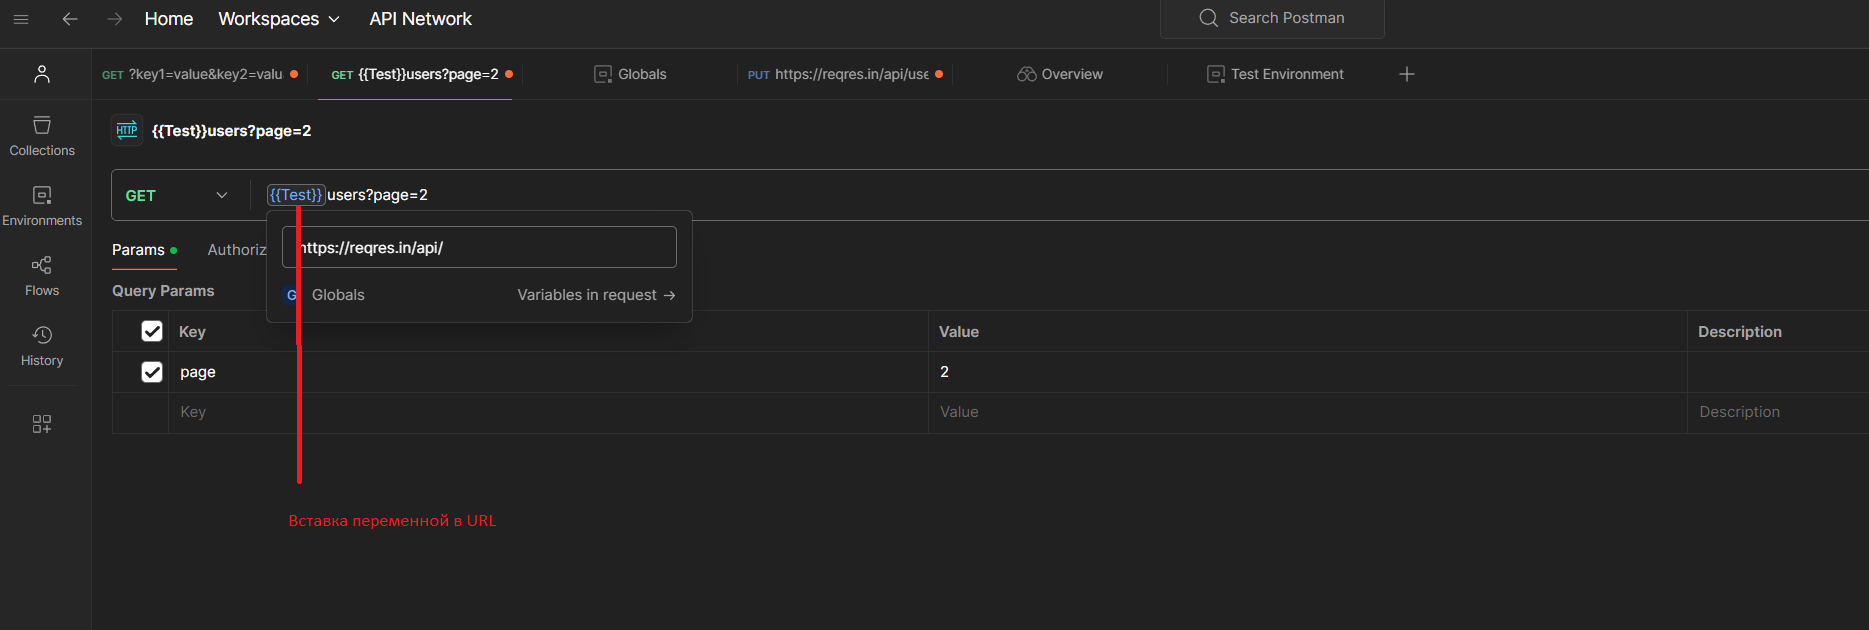 Home Workspaces API Network Search Postman
GET ?key1=value&key2=valu GET {{Test}}users?page=2 Globals PUT https://reqres.in/api/use Overview Test Environment
HTTP {{Test}}users?page=2
Collections
GET {{Test}}users?page=2
Environments
https://reqres.in/api/
Params Authoriz
Flows
Query Params
G Globals Variables in request →
Key Value Description
History
page 2
Key Value Description
Вставка переменной в URL